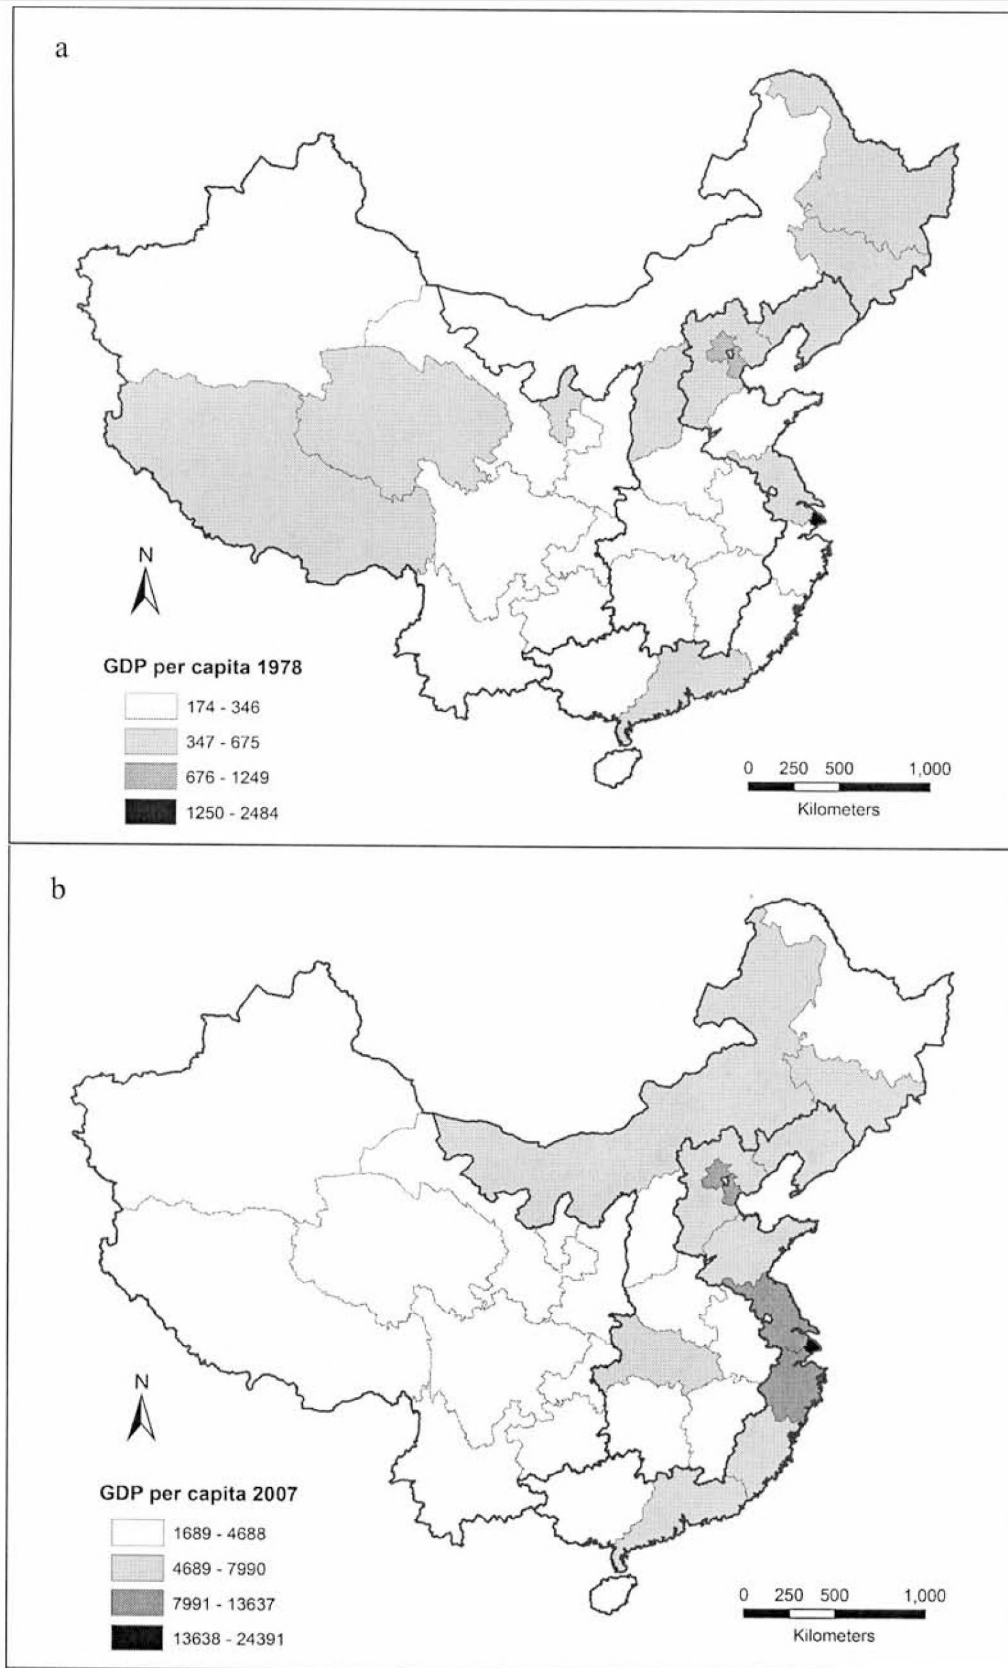 a
N
GDP per capita 1978
174 - 346
347 - 675
676 - 1249
1250 - 2484
0 250 500 1,000
Kilometers
b
N
GDP per capita 2007
1689 - 4688
4689 - 7990
7991 - 13637
13638 - 24391
0 250 500 1,000
Kilometers